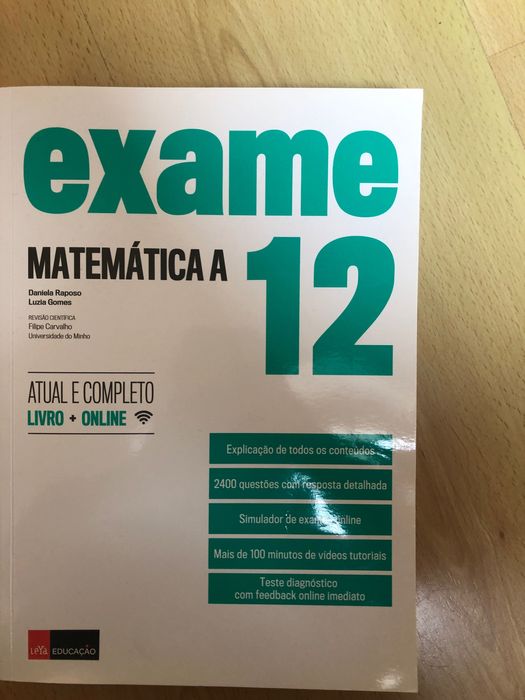 exame
MATEMÁTICA A
12
Daniela Raposo
Luzia Gomes
REVISÃO CIENTÍFICA
Filipe Carvalho
Universidade do Minho
ATUAL E COMPLETO
LIVRO + ONLINE
Explicação de todos os conteúdos
2400 questões com resposta detalhada
Simulador de exames online
Mais de 100 minutos de vídeos tutoriais
Teste diagnóstico
com feedback online imediato
LeYa EDUCAÇÃO